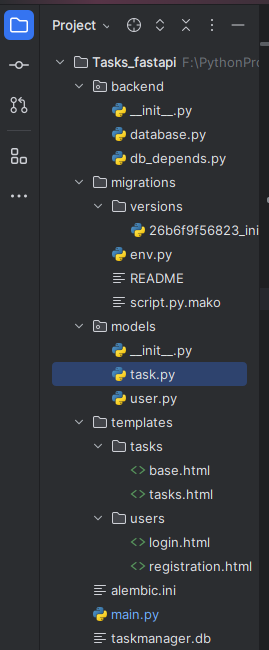 Project
Tasks_fastapi F:\PythonPro
backend
__init__.py
database.py
db_depends.py
migrations
versions
26b6f9f56823_ini
env.py
README
script.py.mako
models
__init__.py
task.py
user.py
templates
tasks
base.html
tasks.html
users
login.html
registration.html
alembic.ini
main.py
taskmanager.db